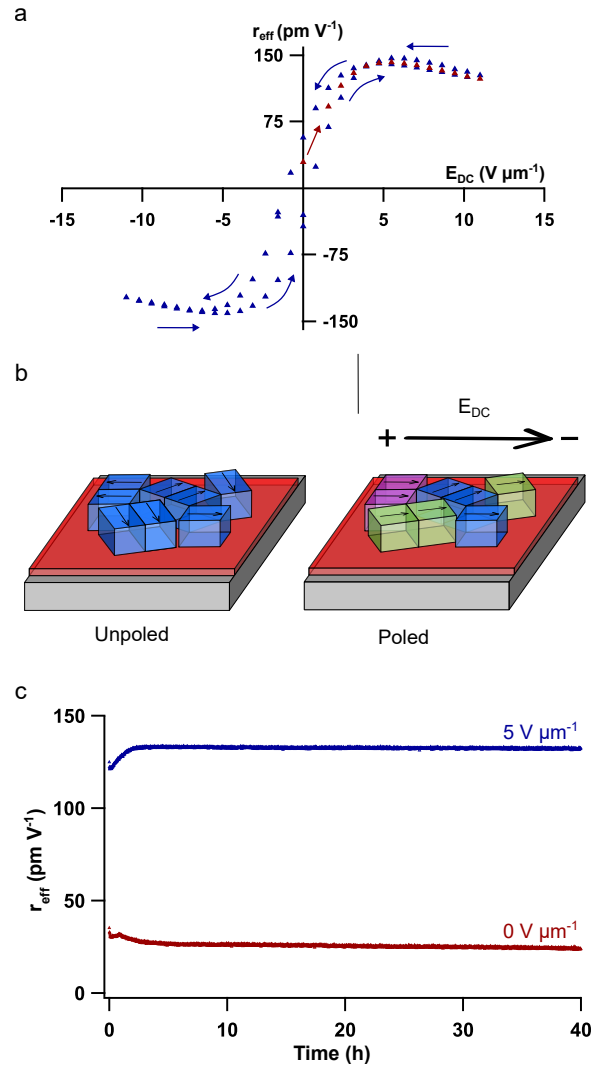 a
r_eff (pm V⁻¹)
150
75
E_DC (V µm⁻¹)
-15 -10 -5 0 5 10 15
-75
-150
b
E_DC
+ −
Unpoled Poled
c
150
5 V µm⁻¹
100
r_eff (pm V⁻¹)
50
0 V µm⁻¹
0
0 10 20 30 40
Time (h)